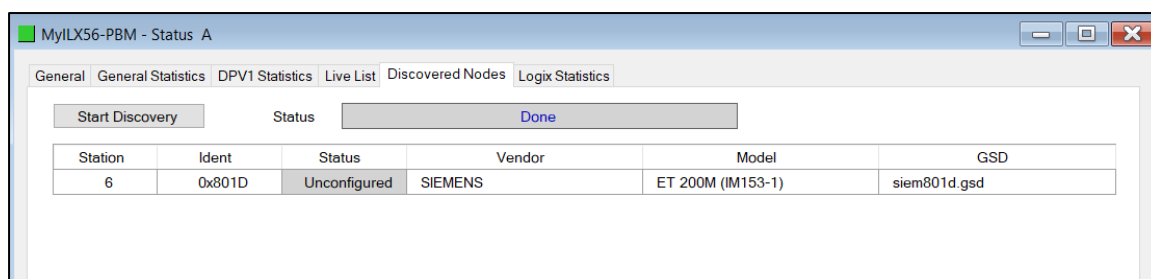 MyILX56-PBM - Status A
General General Statistics DPV1 Statistics Live List Discovered Nodes Logix Statistics
Start Discovery Status Done
Station Ident Status Vendor Model GSD
6 0x801D Unconfigured SIEMENS ET 200M (IM153-1) siem801d.gsd